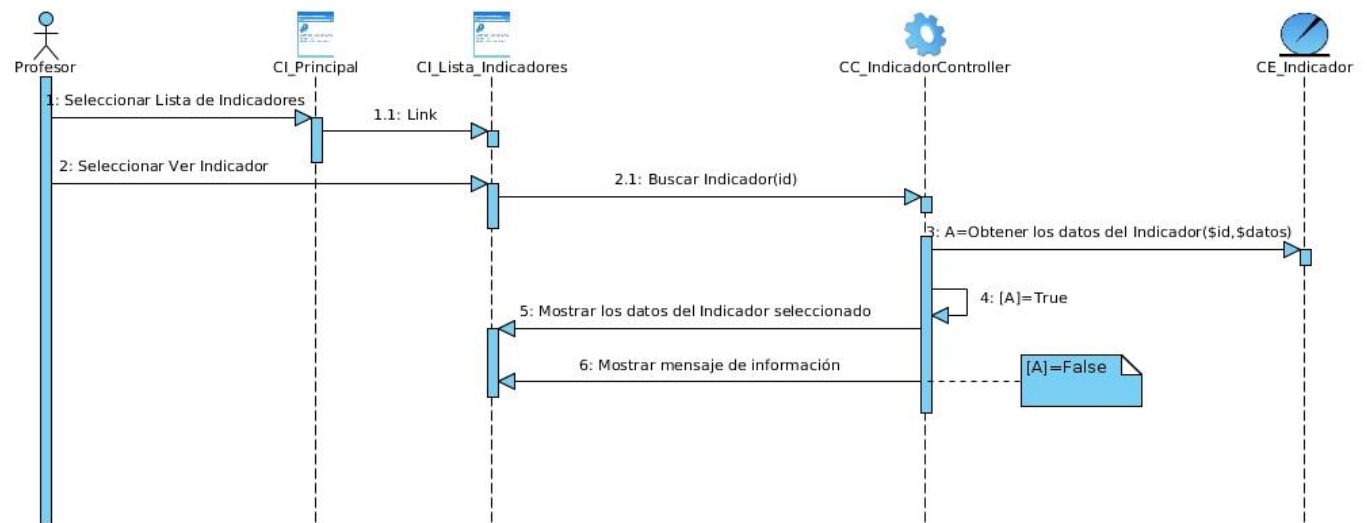 Profesor
CI_Principal
CI_Lista_Indicadores
CC_IndicadorController
CE_Indicador
1: Seleccionar Lista de Indicadores
1.1: Link
2: Seleccionar Ver Indicador
2.1: Buscar Indicador(id)
3: A=Obtener los datos del Indicador($id,$datos)
4: [A]=True
5: Mostrar los datos del Indicador seleccionado
6: Mostrar mensaje de información
[A]=False